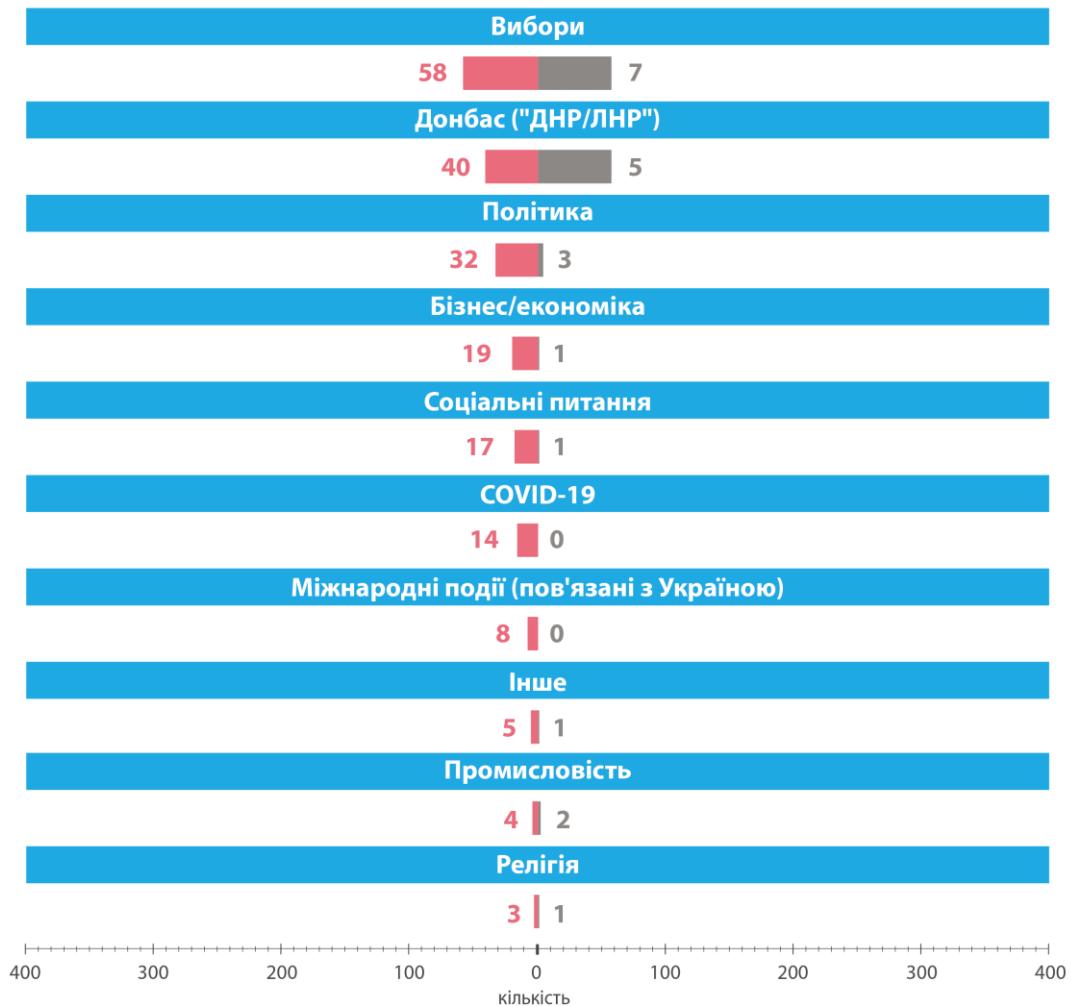 Вибори
58 7
Донбас ("ДНР/ЛНР")
40 5
Політика
32 3
Бізнес/економіка
19 1
Соціальні питання
17 1
COVID-19
14 0
Міжнародні події (пов'язані з Україною)
8 0
Інше
5 1
Промисловість
4 2
Релігія
3 1
400 300 200 100 0 100 200 300 400
кількість